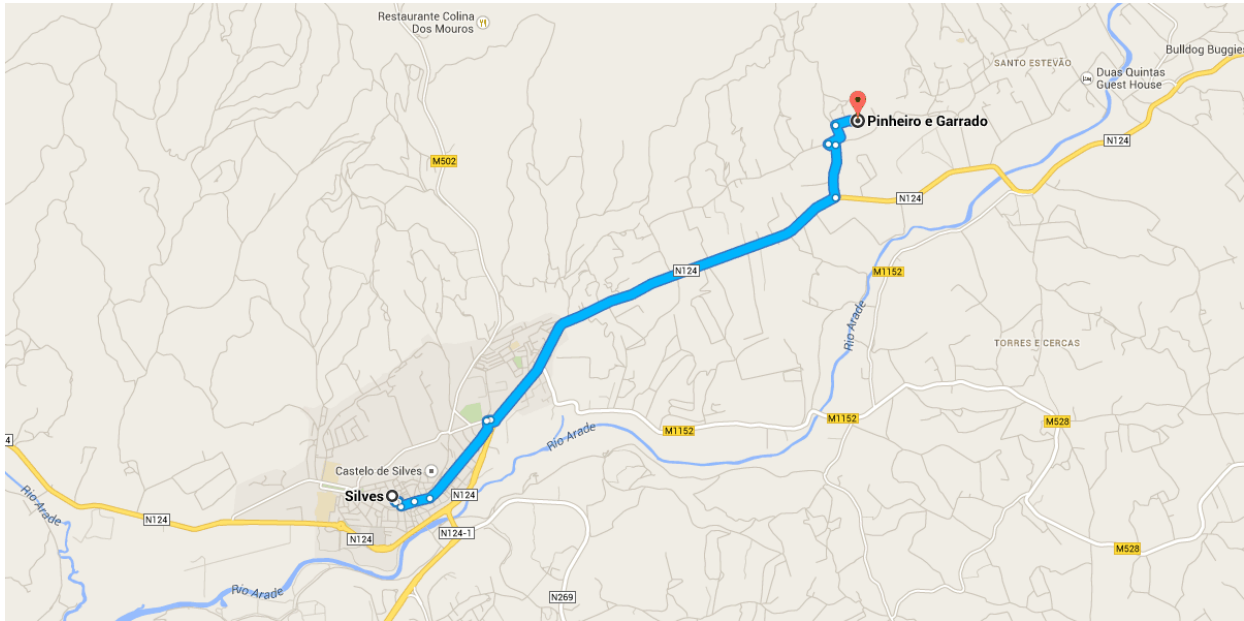 Restaurante Colina
Dos Mouros
Bulldog Buggies
SANTO ESTEVÃO
Duas Quintas
Guest House
Pinheiro e Garrado
N124
M502
N124
N124
M1152
Rio Arade
TORRES E CERCAS
M1152
M528
M1152
Rio Arade
24
Castelo de Silves
Silves
N124
Rio Arade
N124
N124
N124-1
M528
Rio Arade
N269